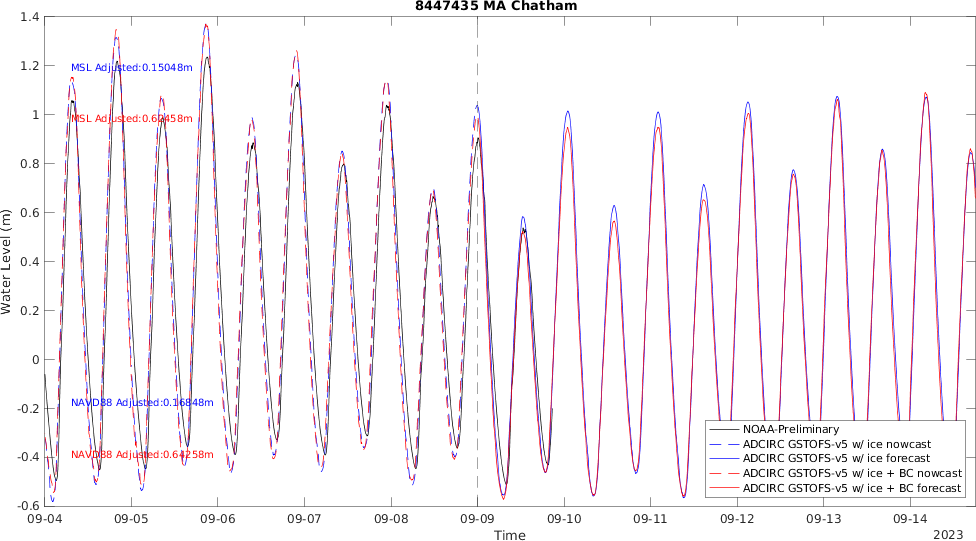 8447435 MA Chatham
1.4
1.2
1
0.8
0.6
0.4
0.2
0
-0.2
-0.4
-0.6
Water Level (m)
MSL Adjusted:0.15048m
MSL Adjusted:0.62458m
NAVD88 Adjusted:0.16848m
NAVD88 Adjusted:0.64258m
NOAA-Preliminary
ADCIRC GSTOFS-v5 w/ ice nowcast
ADCIRC GSTOFS-v5 w/ ice forecast
ADCIRC GSTOFS-v5 w/ ice + BC nowcast
ADCIRC GSTOFS-v5 w/ ice + BC forecast
09-04 09-05 09-06 09-07 09-08 09-09 09-10 09-11 09-12 09-13 09-14
Time
2023